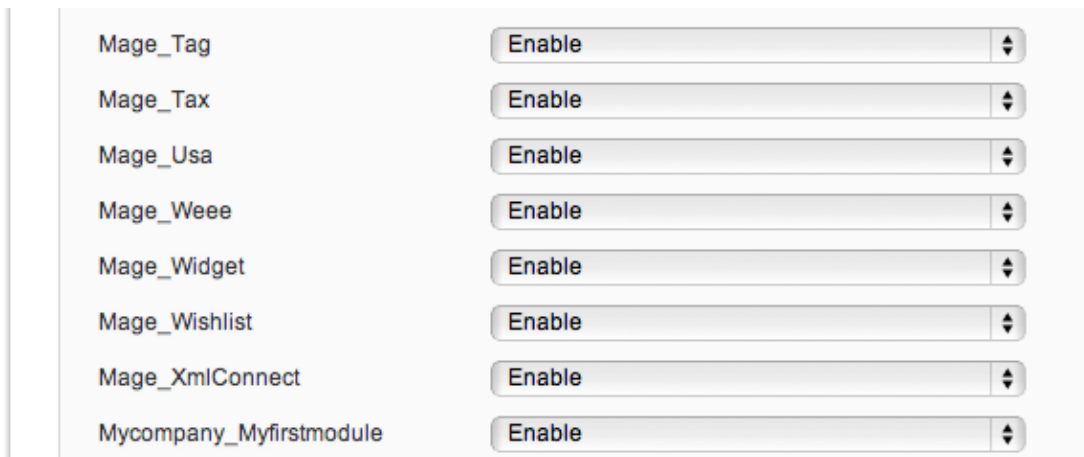 Mage_Tag Enable
Mage_Tax Enable
Mage_Usa Enable
Mage_Weee Enable
Mage_Widget Enable
Mage_Wishlist Enable
Mage_XmlConnect Enable
Mycompany_Myfirstmodule Enable